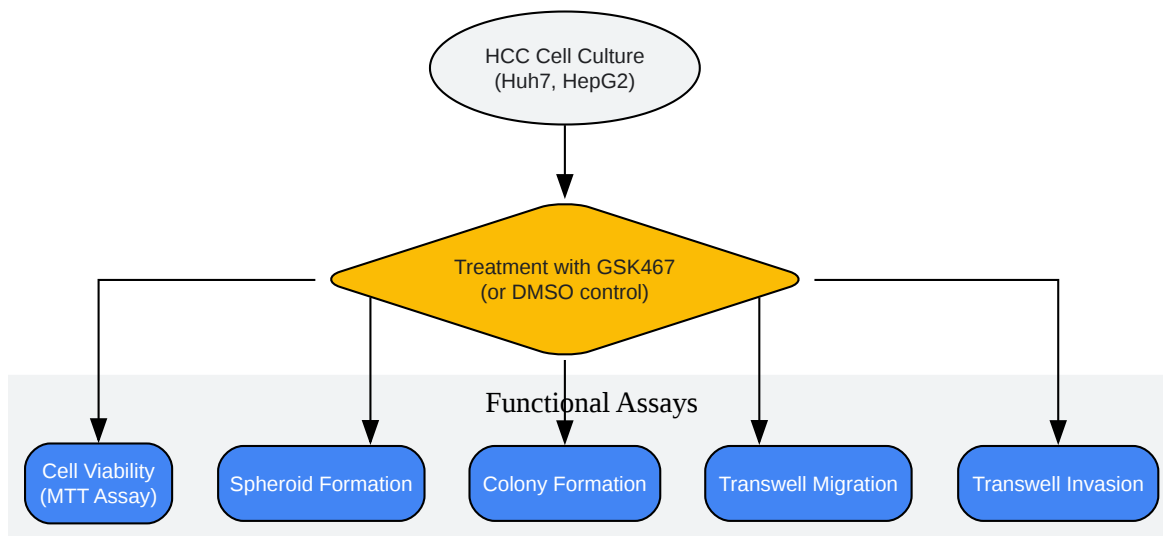 HCC Cell Culture
(Huh7, HepG2)
Treatment with GSK467
(or DMSO control)
Functional Assays
Cell Viability
(MTT Assay)
Spheroid Formation
Colony Formation
Transwell Migration
Transwell Invasion